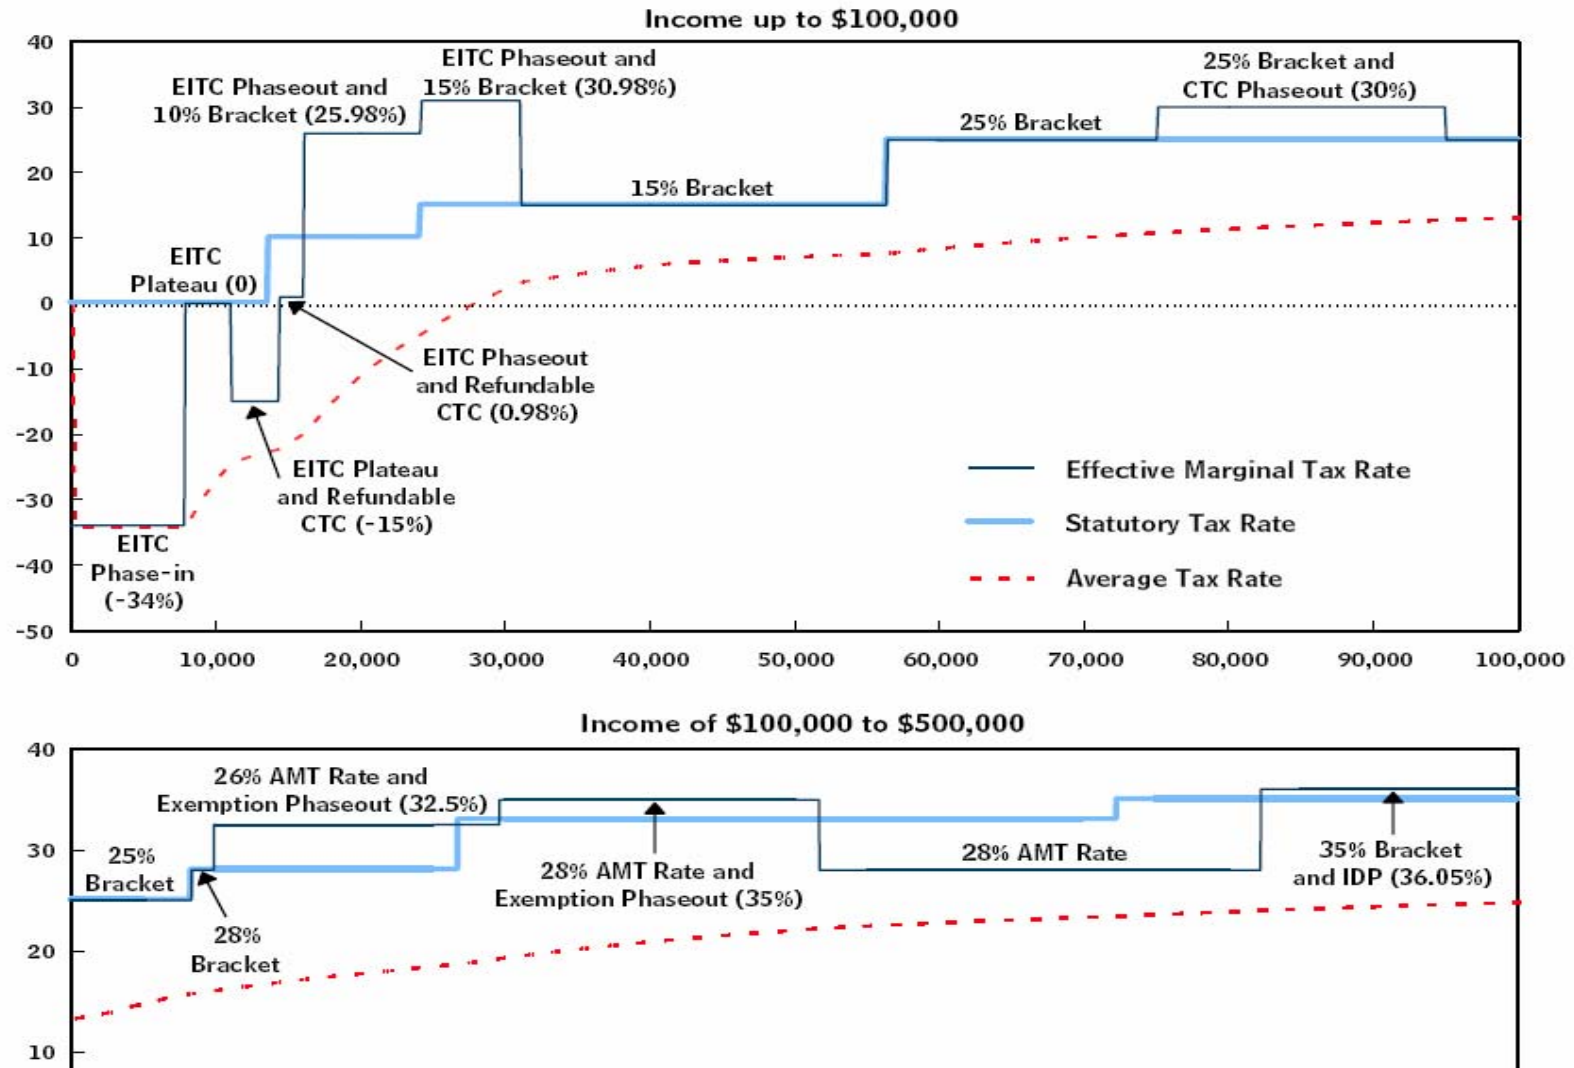 Income up to $100,000
40
30
20
10
0
-10
-20
-30
-40
-50
EITC Phaseout and
10% Bracket (25.98%)
EITC Phaseout and
15% Bracket (30.98%)
25% Bracket and
CTC Phaseout (30%)
25% Bracket
15% Bracket
EITC
Plateau (0)
EITC Phaseout
and Refundable
CTC (0.98%)
EITC Plateau
and Refundable
CTC (-15%)
EITC
Phase-in
(-34%)
Effective Marginal Tax Rate
Statutory Tax Rate
Average Tax Rate
0 10,000 20,000 30,000 40,000 50,000 60,000 70,000 80,000 90,000 100,000
Income of $100,000 to $500,000
40
30
20
10
26% AMT Rate and
Exemption Phaseout (32.5%)
25%
Bracket
28%
Bracket
28% AMT Rate and
Exemption Phaseout (35%)
28% AMT Rate
35% Bracket
and IDP (36.05%)